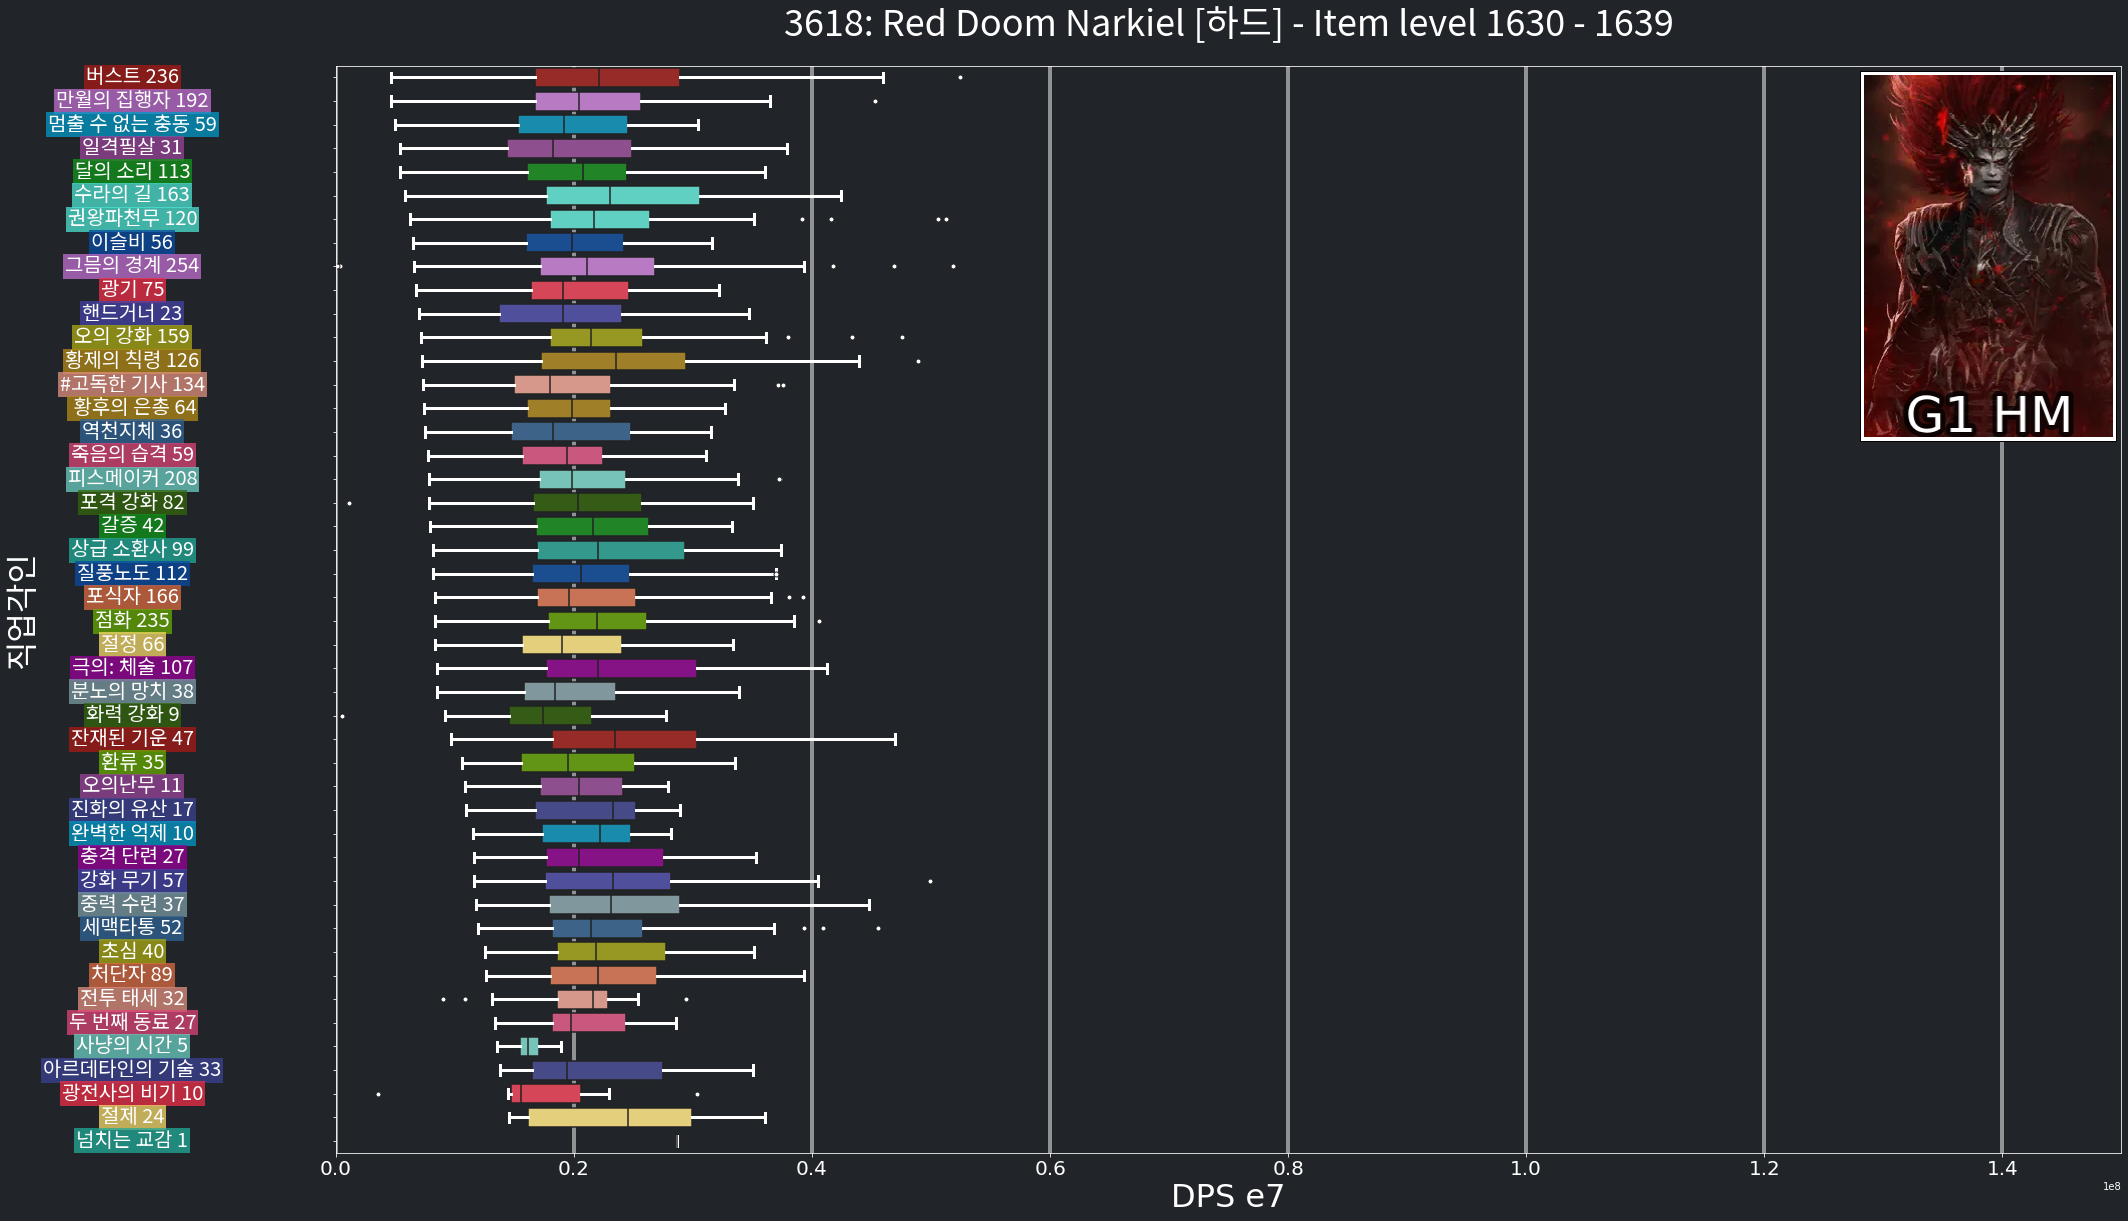 3618: Red Doom Narkiel [하드] - Item level 1630 - 1639
버스트 236
만월의 집행자 192
멈출 수 없는 충동 59
일격필살 31
달의 소리 113
수라의 길 163
권왕파천무 120
이슬비 56
그믐의 경계 254
광기 75
핸드거너 23
오의 강화 159
황제의 칙령 126
#고독한 기사 134
황후의 은총 64
역천지체 36
죽음의 습격 59
피스메이커 208
포격 강화 82
갈증 42
상급 소환사 99
질풍노도 112
포식자 166
점화 235
절정 66
극의: 체술 107
분노의 망치 38
화력 강화 9
잔재된 기운 47
환류 35
오의난무 11
진화의 유산 17
완벽한 억제 10
충격 단련 27
강화 무기 57
중력 수련 37
세맥타통 52
초심 40
처단자 89
전투 태세 32
두 번째 동료 27
사냥의 시간 5
아르데타인의 기술 33
광전사의 비기 10
절제 24
넘치는 교감 1
직업각인
G1 HM
0.0 0.2 0.4 0.6 0.8 1.0 1.2 1.4
1e8
DPS e7